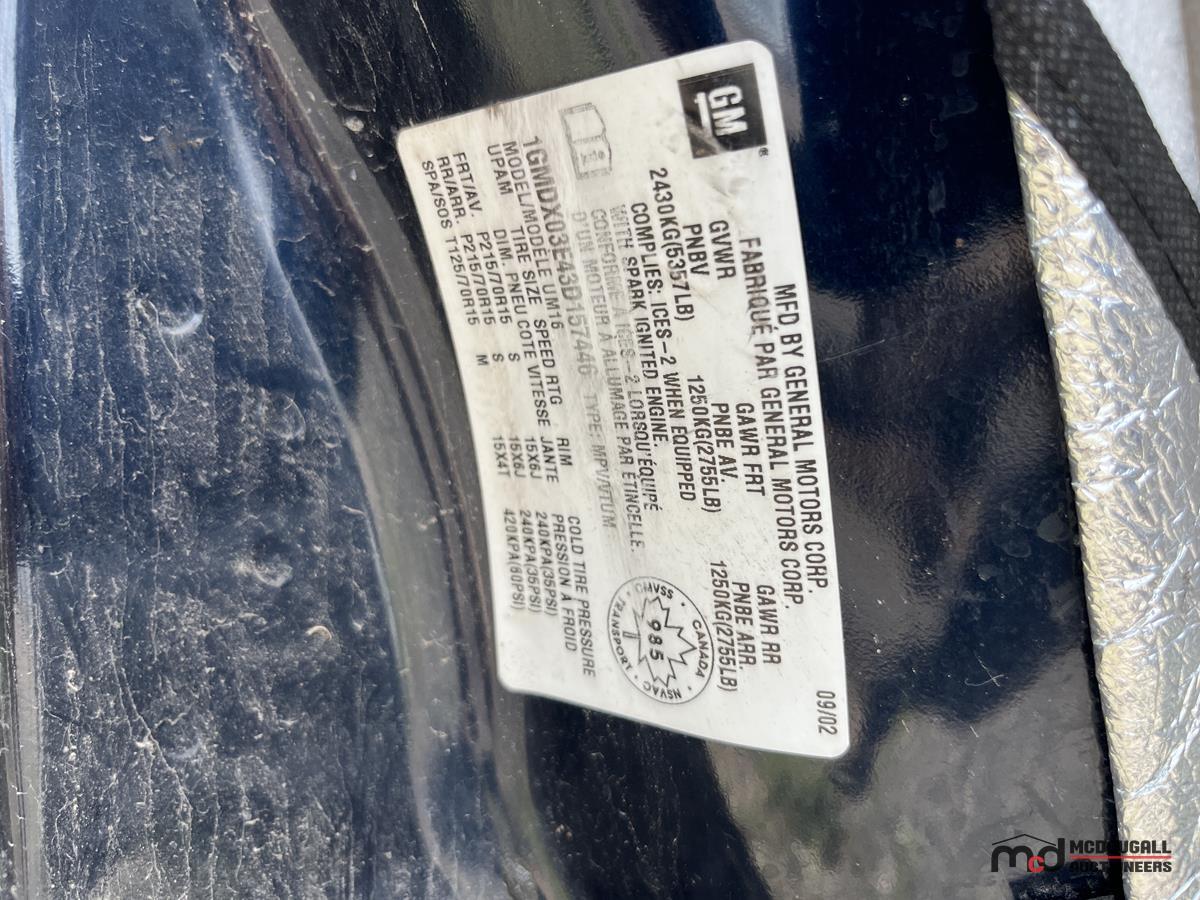 GM®
MFD BY GENERAL MOTORS CORP. 09/02
FABRIQUÉ PAR GENERAL MOTORS CORP.
GVWR GAWR FRT GAWR RR
PNBV PNBE AV. PNBE ARR.
2430KG(5357LB) 1250KG(2755LB) 1250KG(2755LB)
COMPLIES: ICES-2 WHEN EQUIPPED
WITH SPARK IGNITED ENGINE.
CONFORME À ICES-2 LORSQU'ÉQUIPÉ
D'UN MOTEUR À ALLUMAGE PAR ÉTINCELLE.
CANADA
CMVSS
985
NSVAC
TRANSPORT
1GMDX03E43D157446 TYPE: MPV/VTUM
MODEL/MODÈLE UM16
UPAM
TIRE SIZE SPEED RTG RIM COLD TIRE PRESSURE
DIM. PNEU COTE VITESSE JANTE PRESSION À FROID
FRT/AV. P215/70R15 S 15X6J 240KPA(35PSI)
RR/ARR. P215/70R15 S 15X6J 240KPA(35PSI)
SPA/SOS T125/70R15 M 15X4T 420KPA(60PSI)
mcd MCDOUGALL
AUCTIONEERS